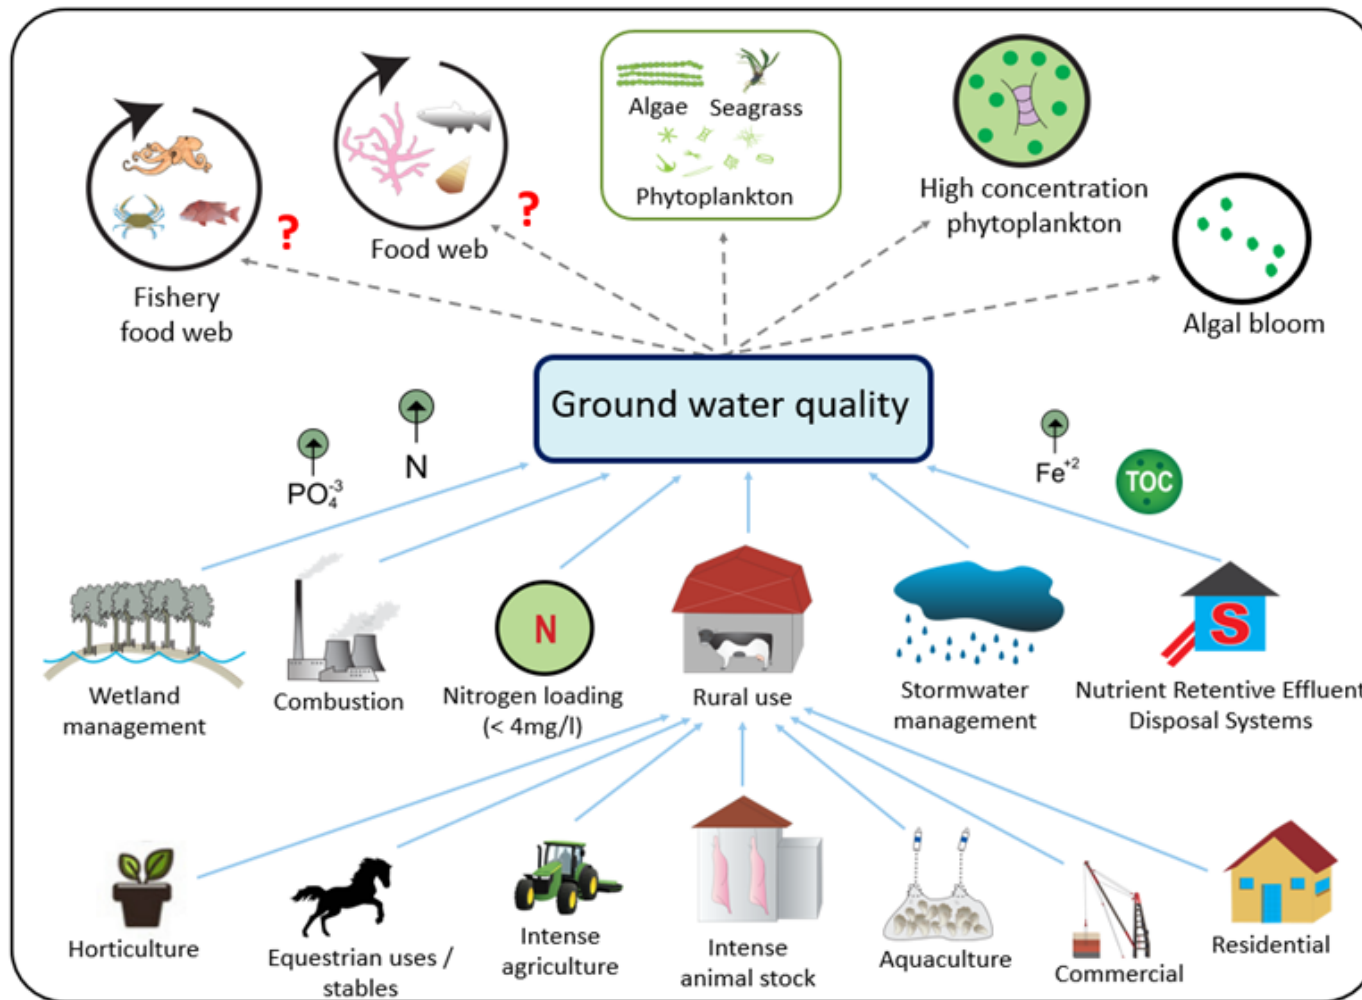 Algae
Seagrass
Phytoplankton
High concentration
phytoplankton
?
?
Food web
Fishery
food web
Algal bloom
Ground water quality
PO4-3
N
Fe+2
TOC
N
S
Wetland
management
Combustion
Nitrogen loading
(< 4mg/l)
Rural use
Stormwater
management
Nutrient Retentive Effluent
Disposal Systems
Horticulture
Equestrian uses /
stables
Intense
agriculture
Intense
animal stock
Aquaculture
Commercial
Residential